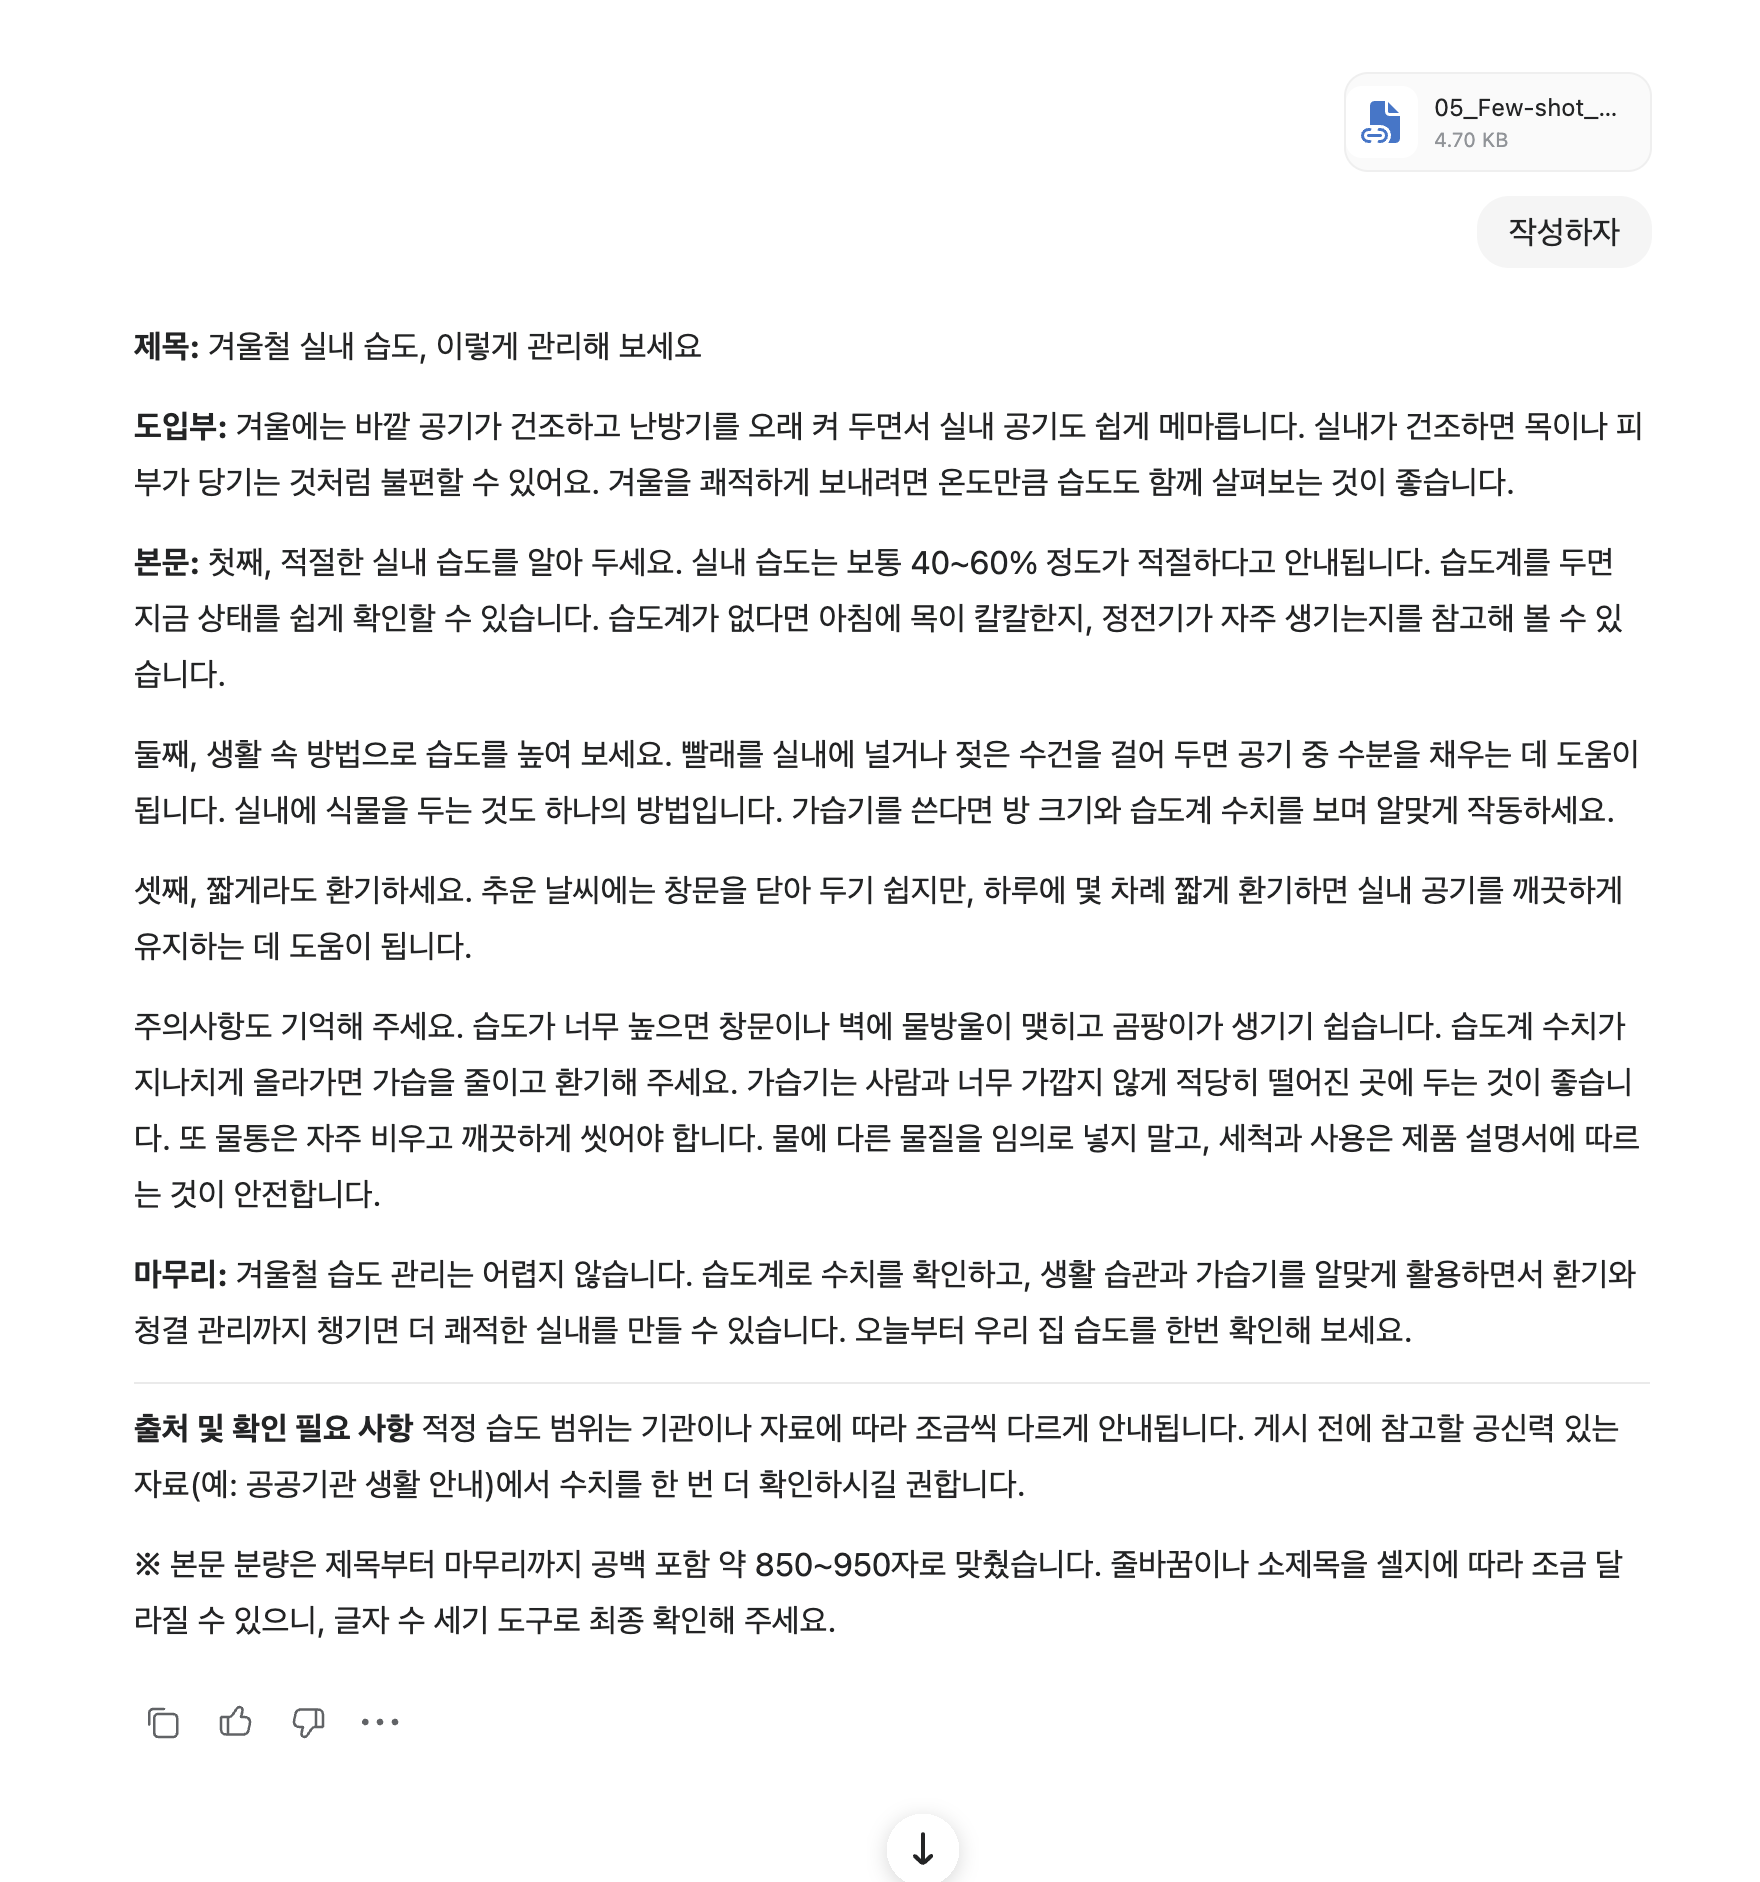 05_Few-shot_...
4.70 KB
작성하자
제목: 겨울철 실내 습도, 이렇게 관리해 보세요
도입부: 겨울에는 바깥 공기가 건조하고 난방기를 오래 켜 두면서 실내 공기도 쉽게 메마릅니다. 실내가 건조하면 목이나 피
부가 당기는 것처럼 불편할 수 있어요. 겨울을 쾌적하게 보내려면 온도만큼 습도도 함께 살펴보는 것이 좋습니다.
본문: 첫째, 적절한 실내 습도를 알아 두세요. 실내 습도는 보통 40~60% 정도가 적절하다고 안내됩니다. 습도계를 두면
지금 상태를 쉽게 확인할 수 있습니다. 습도계가 없다면 아침에 목이 칼칼한지, 정전기가 자주 생기는지를 참고해 볼 수 있
습니다.
둘째, 생활 속 방법으로 습도를 높여 보세요. 빨래를 실내에 널거나 젖은 수건을 걸어 두면 공기 중 수분을 채우는 데 도움이
됩니다. 실내에 식물을 두는 것도 하나의 방법입니다. 가습기를 쓴다면 방 크기와 습도계 수치를 보며 알맞게 작동하세요.
셋째, 짧게라도 환기하세요. 추운 날씨에는 창문을 닫아 두기 쉽지만, 하루에 몇 차례 짧게 환기하면 실내 공기를 깨끗하게
유지하는 데 도움이 됩니다.
주의사항도 기억해 주세요. 습도가 너무 높으면 창문이나 벽에 물방울이 맺히고 곰팡이가 생기기 쉽습니다. 습도계 수치가
지나치게 올라가면 가습을 줄이고 환기해 주세요. 가습기는 사람과 너무 가깝지 않게 적당히 떨어진 곳에 두는 것이 좋습니
다. 또 물통은 자주 비우고 깨끗하게 씻어야 합니다. 물에 다른 물질을 임의로 넣지 말고, 세척과 사용은 제품 설명서에 따르
는 것이 안전합니다.
마무리: 겨울철 습도 관리는 어렵지 않습니다. 습도계로 수치를 확인하고, 생활 습관과 가습기를 알맞게 활용하면서 환기와
청결 관리까지 챙기면 더 쾌적한 실내를 만들 수 있습니다. 오늘부터 우리 집 습도를 한번 확인해 보세요.
출처 및 확인 필요 사항 적정 습도 범위는 기관이나 자료에 따라 조금씩 다르게 안내됩니다. 게시 전에 참고할 공신력 있는
자료(예: 공공기관 생활 안내)에서 수치를 한 번 더 확인하시길 권합니다.
※ 본문 분량은 제목부터 마무리까지 공백 포함 약 850~950자로 맞췄습니다. 줄바꿈이나 소제목을 셀지에 따라 조금 달
라질 수 있으니, 글자 수 세기 도구로 최종 확인해 주세요.